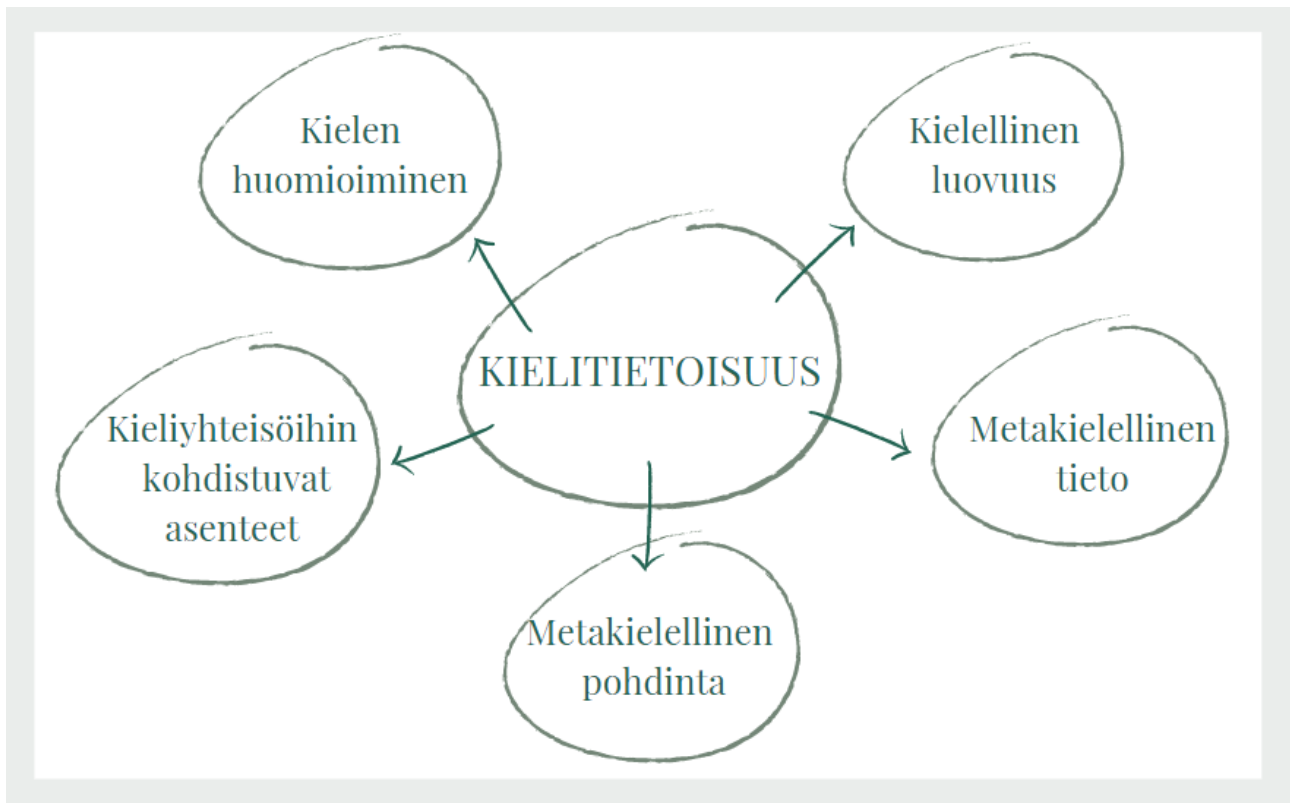 Kielen
huomioiminen
Kielellinen
luovuus
KIELITIETOISUUS
Kieliyhteisöihin
kohdistuvat
asenteet
Metakielellinen
tieto
Metakielellinen
pohdinta